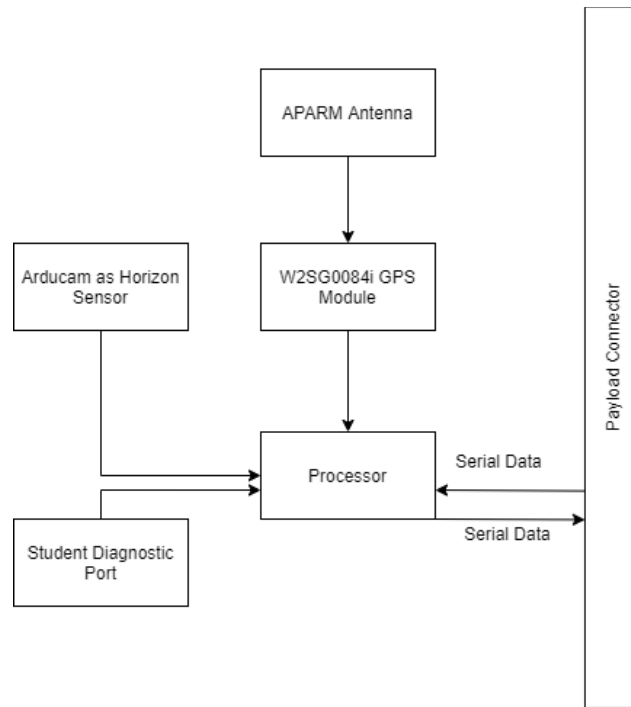 APARM Antenna
Arducam as Horizon
Sensor
W2SG0084i GPS
Module
Payload Connector
Processor
Serial Data
Serial Data
Student Diagnostic
Port